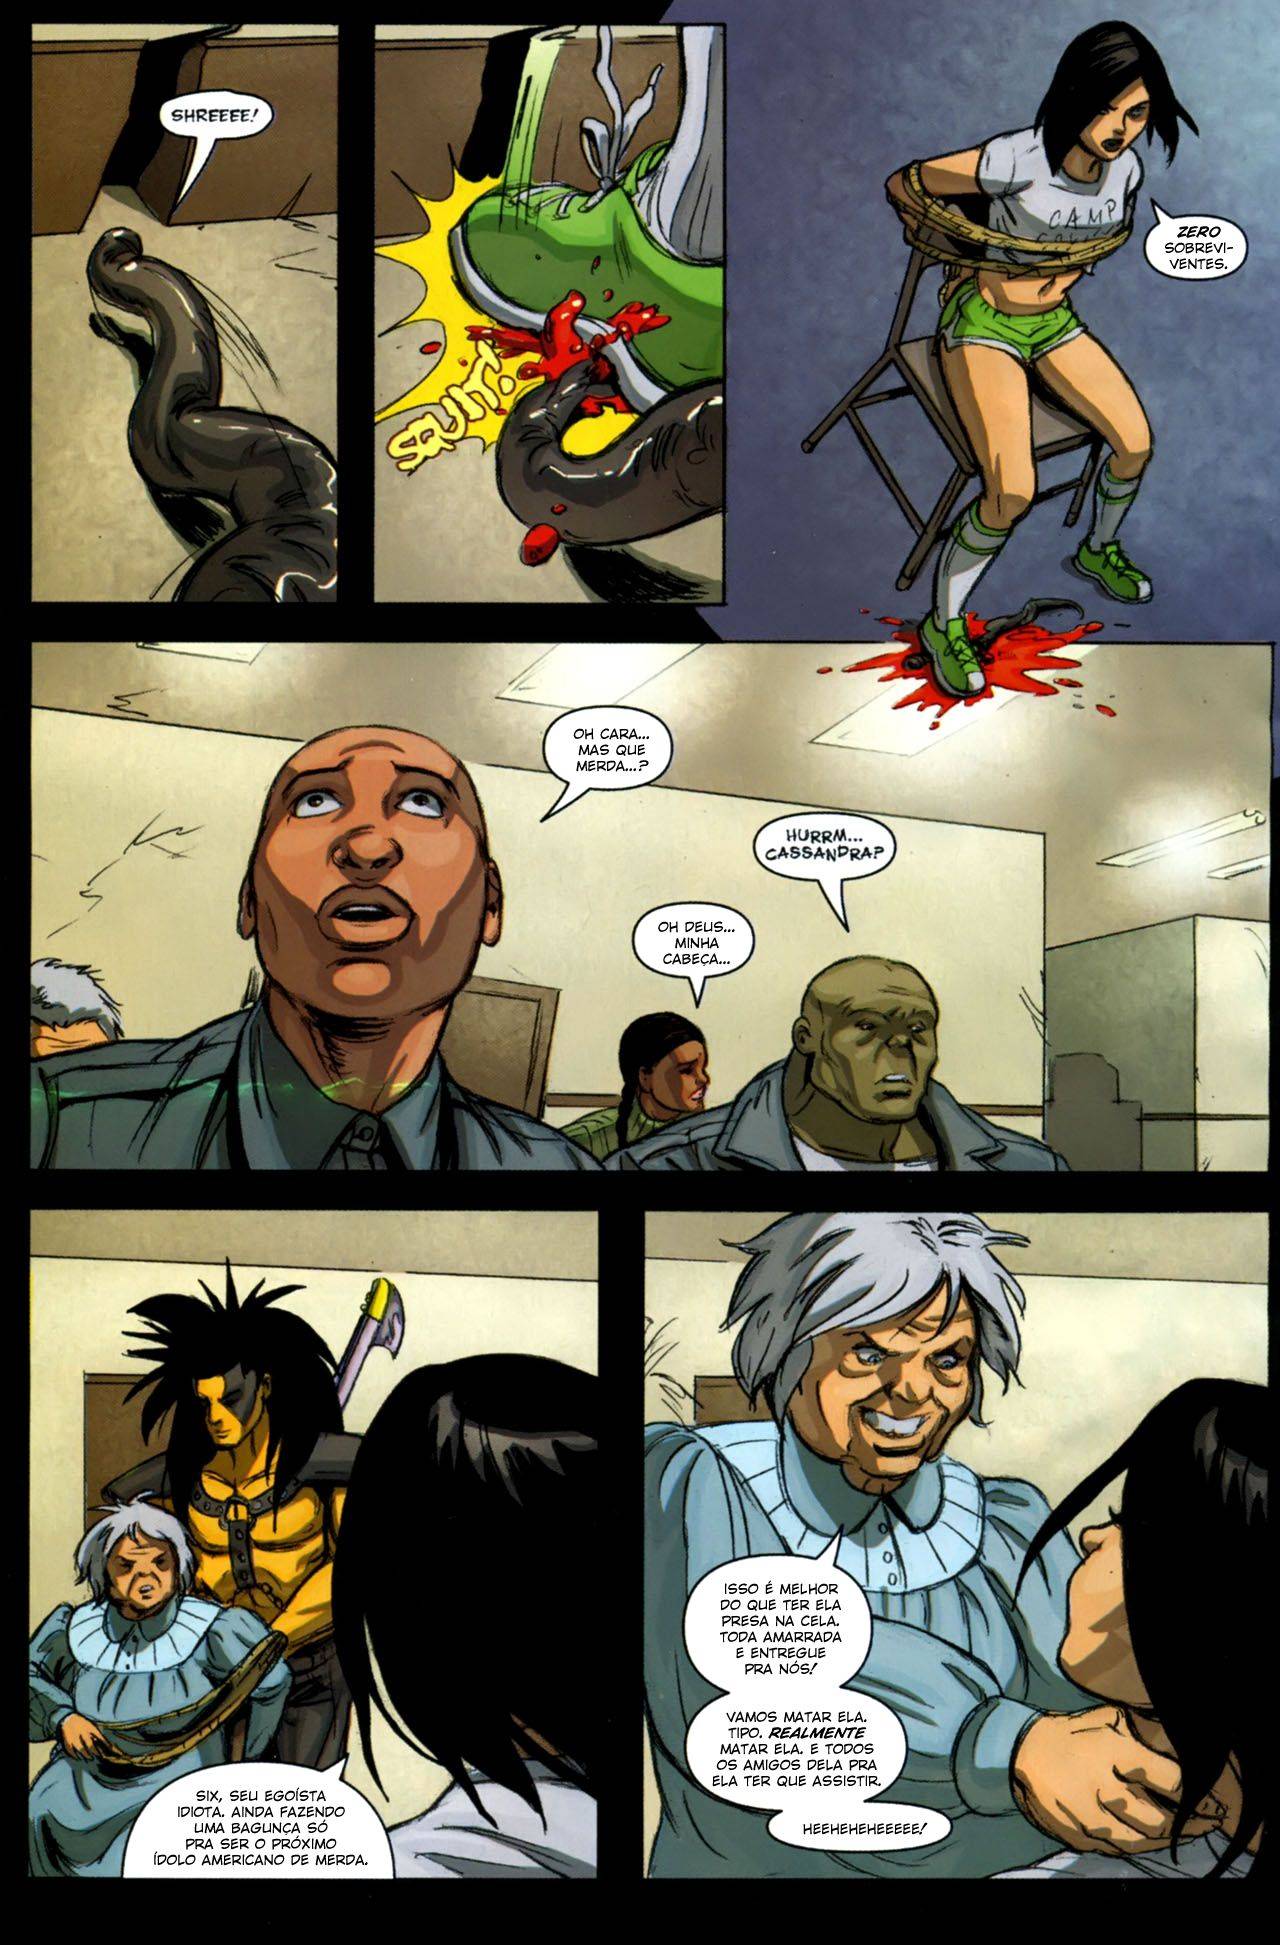 SHREEEE!
SQUIT!
CAMP
ZERO
SOBREVI-
VENTES.
OH CARA...
MAS QUE
MERDA...?
HURRM...
CASSANDRA?
OH DEUS...
MINHA
CABEÇA...
SIX, SEU EGOÍSTA
IDIOTA. AINDA FAZENDO
UMA BAGUNÇA SÓ
PRA SER O PRÓXIMO
ÍDOLO AMERICANO DE MERDA.
ISSO É MELHOR
DO QUE TER ELA
PRESA NA CELA.
TODA AMARRADA
E ENTREGUE
PRA NÓS!
VAMOS MATAR ELA.
TIPO. REALMENTE
MATAR ELA. E TODOS
OS AMIGOS DELA PRA
ELA TER QUE ASSISTIR.
HEEHEHEHEEEEE!